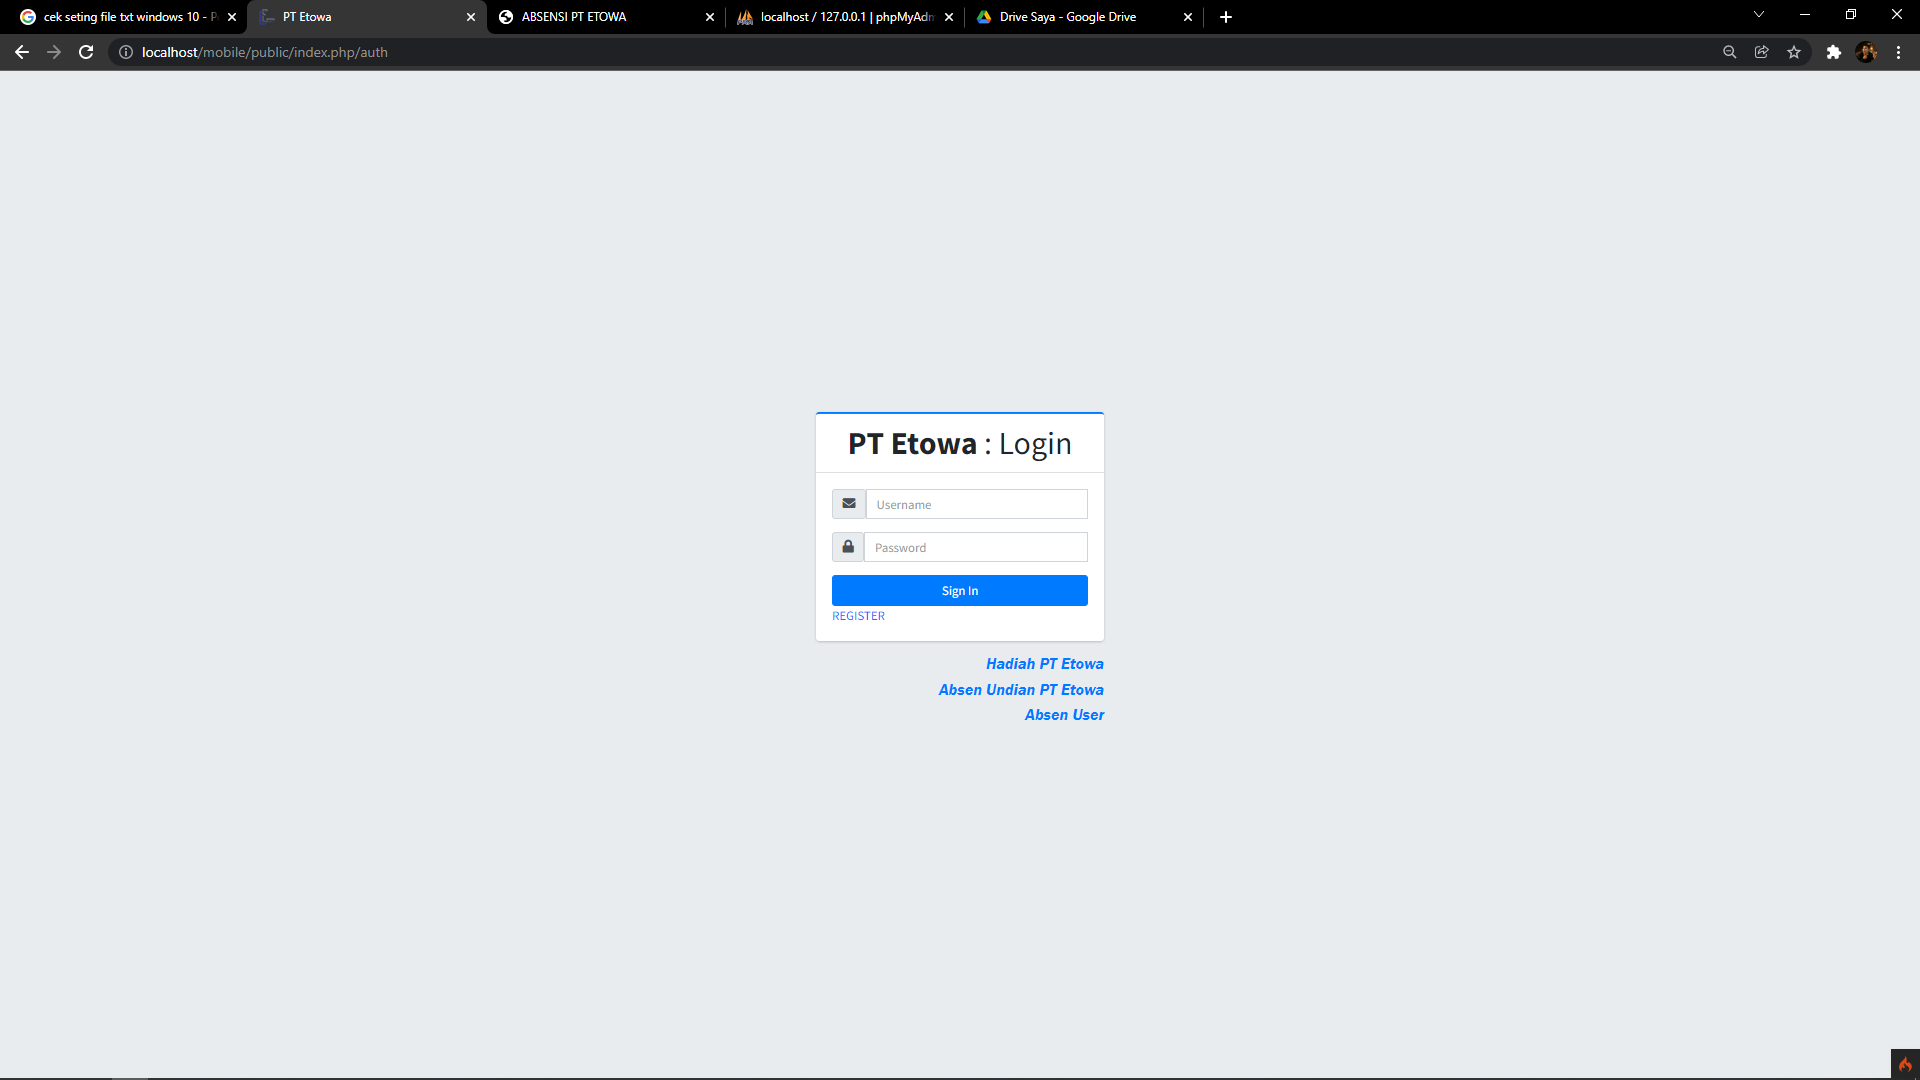 cek seting file txt windows 10 -
PT Etowa
ABSENSI PT ETOWA
localhost / 127.0.0.1 | phpMyAdm
Drive Saya - Google Drive
localhost/mobile/public/index.php/auth
PT Etowa : Login
Username
Password
Sign In
REGISTER
Hadiah PT Etowa
Absen Undian PT Etowa
Absen User